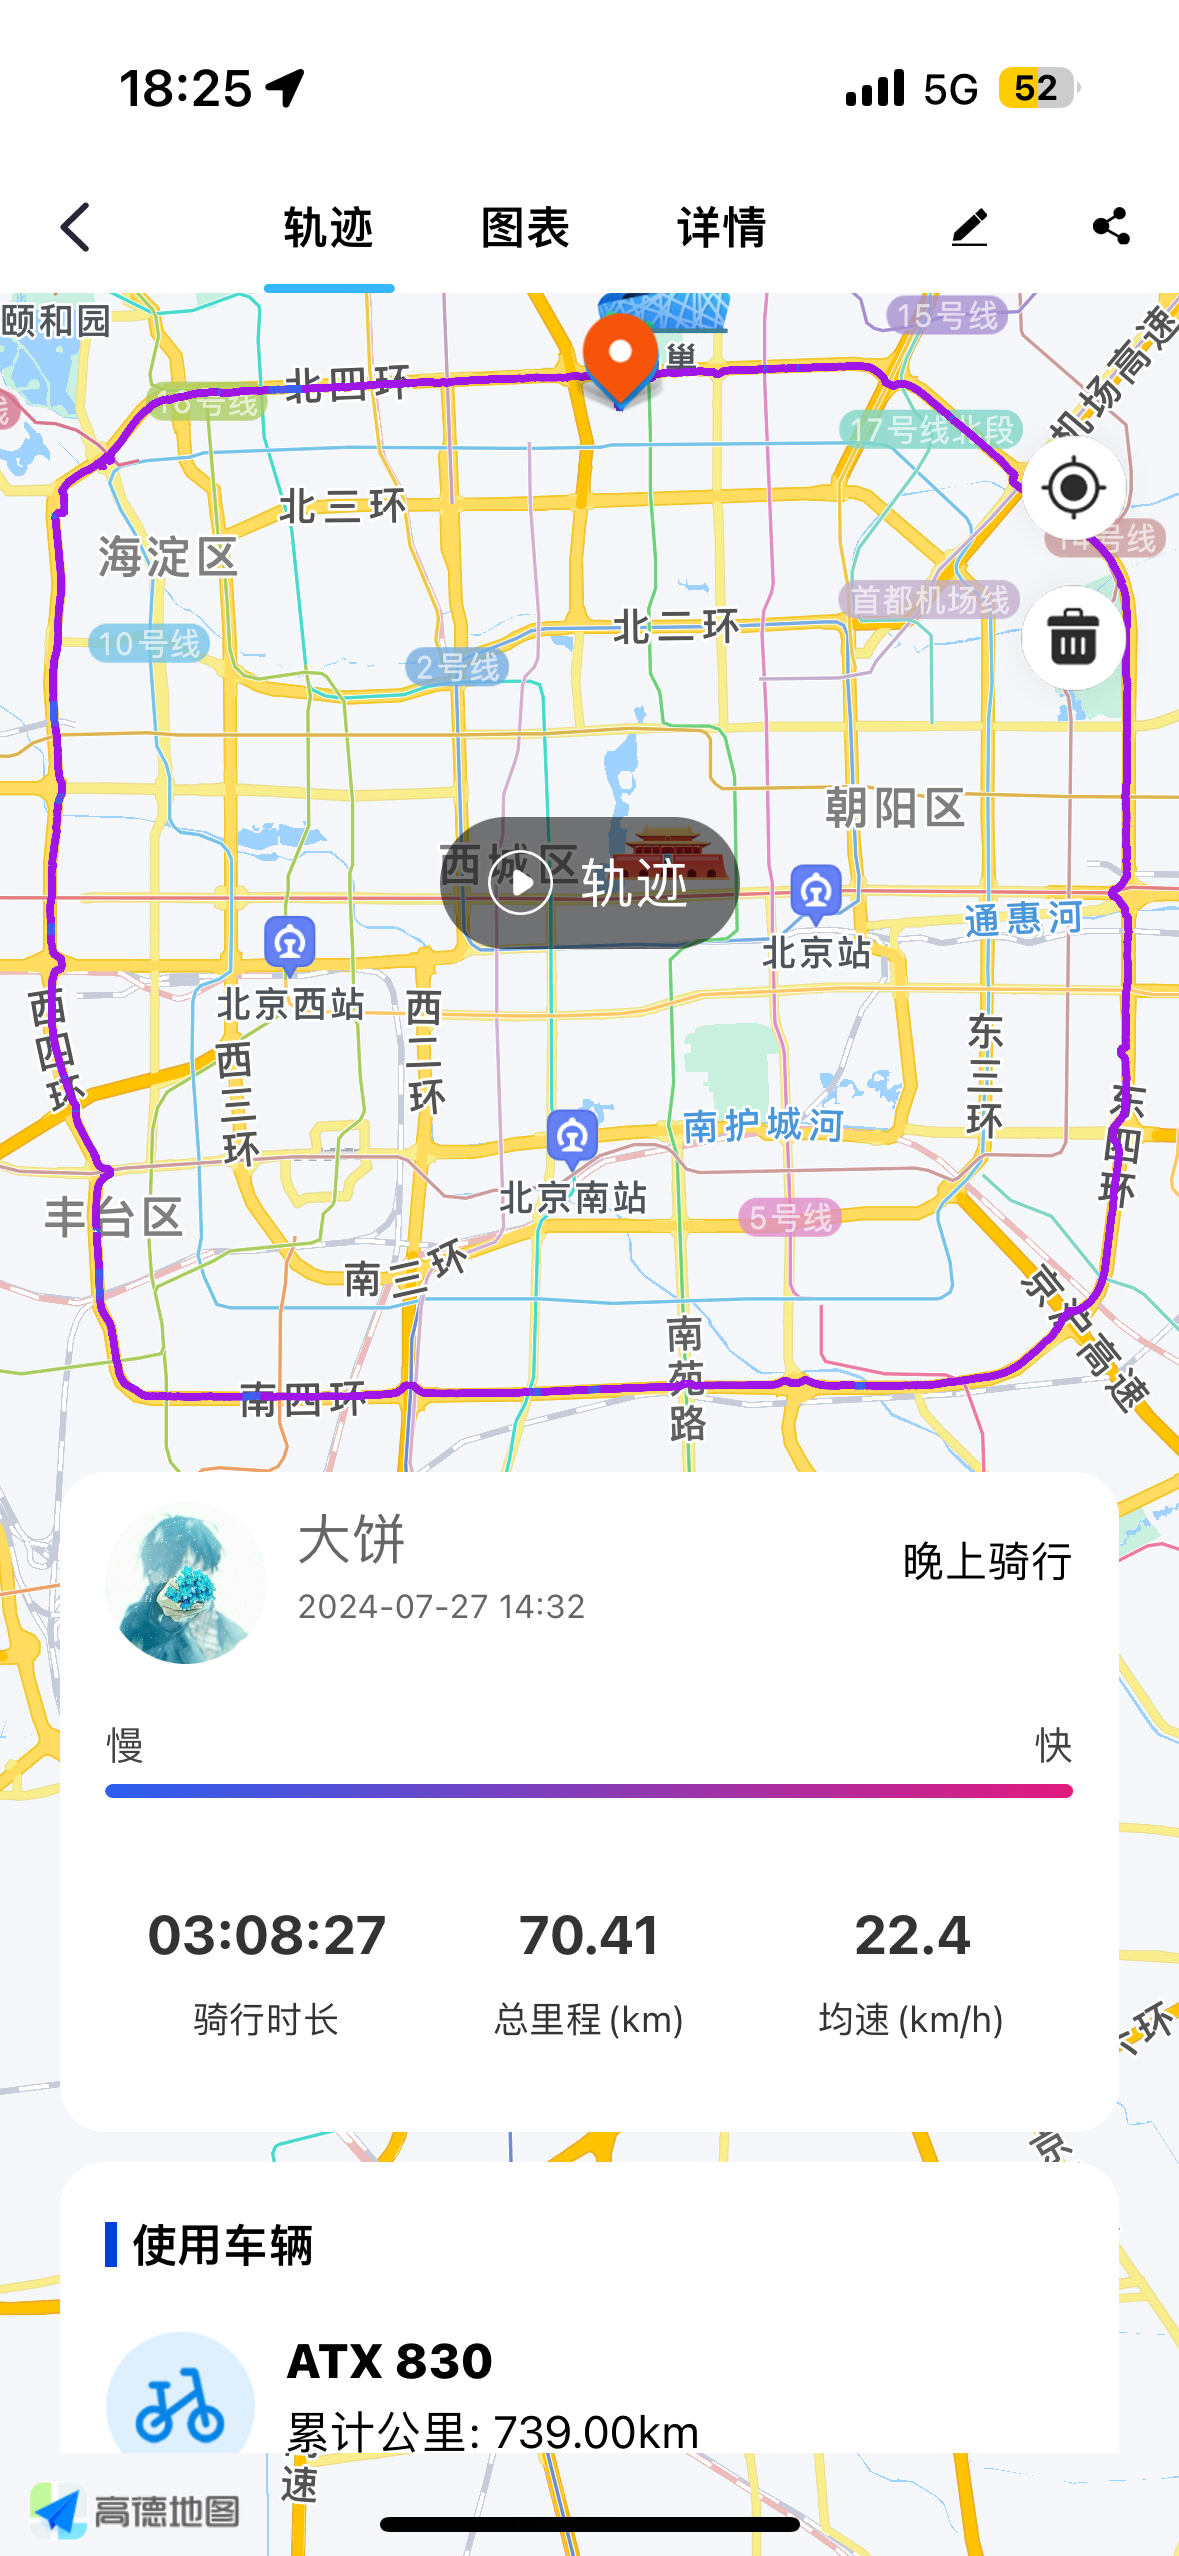 18:25
5G
52
轨迹
图表
详情
颐和园
15号线
机场高速
巢
北四环
16号线
线
17号线北段
北三环
海淀区
14号线
首都机场线
北二环
10号线
2号线
朝阳区
西城区
轨迹
通惠河
北京站
北京西站
西四环
西二环
西三环
东三环
东四环
南护城河
北京南站
丰台区
5号线
南三环
京沪高速
南苑路
南四环
大饼
晚上骑行
2024-07-27 14:32
慢
快
03:08:27
70.41
22.4
骑行时长
总里程(km)
均速(km/h)
环
京
使用车辆
ATX 830
累计公里: 739.00km
速
高德地图